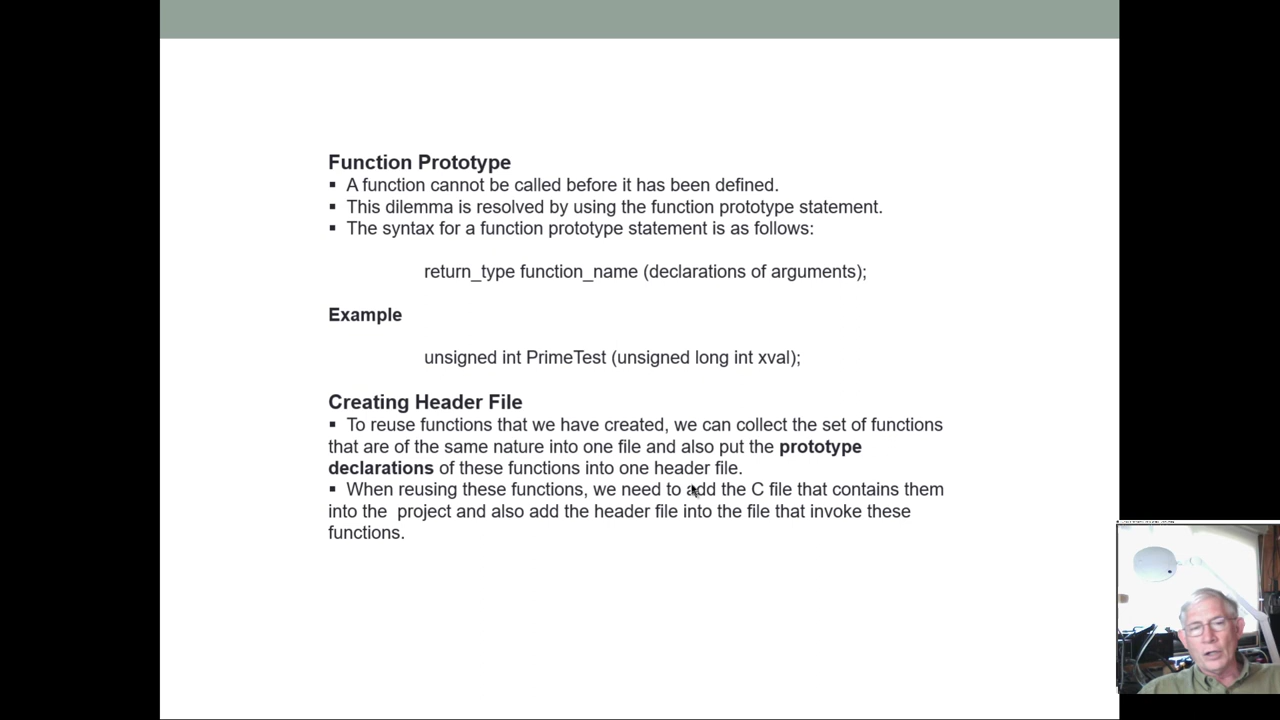 Function Prototype
▪ A function cannot be called before it has been defined.
▪ This dilemma is resolved by using the function prototype statement.
▪ The syntax for a function prototype statement is as follows:
return_type function_name (declarations of arguments);
Example
unsigned int PrimeTest (unsigned long int xval);
Creating Header File
▪ To reuse functions that we have created, we can collect the set of functions
that are of the same nature into one file and also put the prototype
declarations of these functions into one header file.
▪ When reusing these functions, we need to add the C file that contains them
into the project and also add the header file into the file that invoke these
functions.